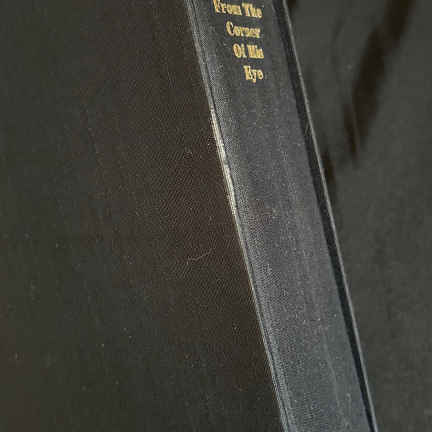 From The
Corner
Of His
Eye